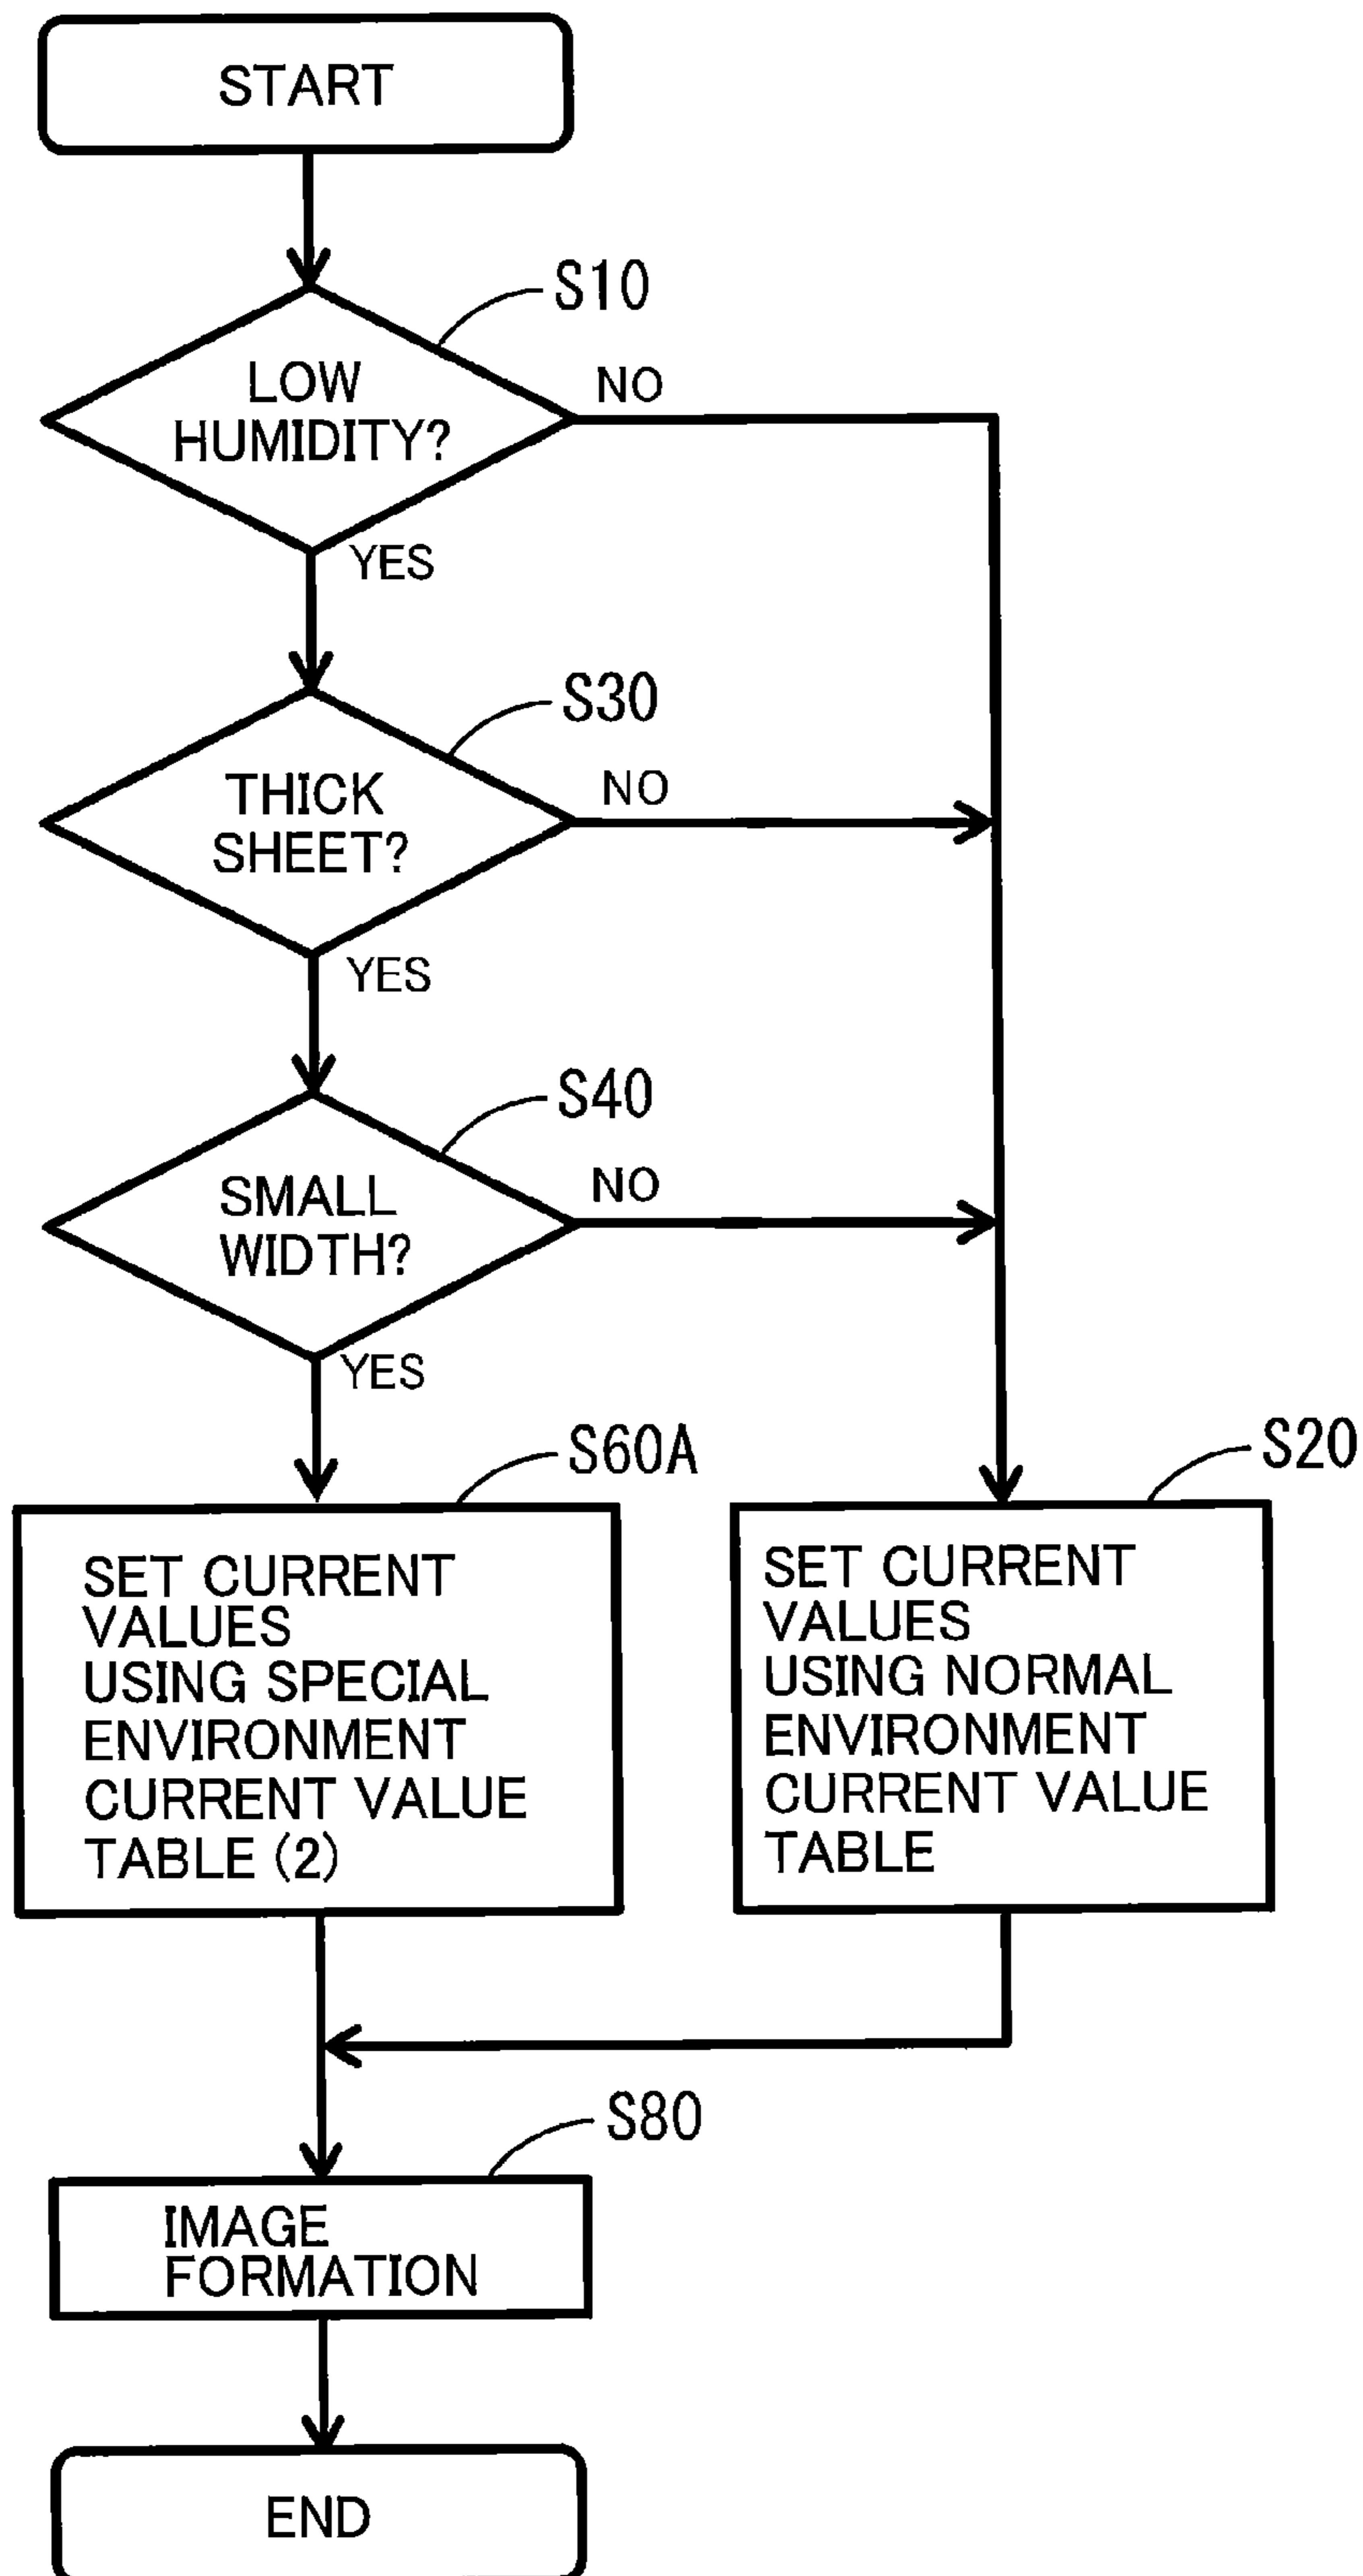 START
S10
LOW
HUMIDITY?
NO
YES
S30
THICK
SHEET?
NO
YES
S40
SMALL
WIDTH?
NO
YES
S60A
SET CURRENT
VALUES
USING SPECIAL
ENVIRONMENT
CURRENT VALUE
TABLE (2)
S20
SET CURRENT
VALUES
USING NORMAL
ENVIRONMENT
CURRENT VALUE
TABLE
S80
IMAGE
FORMATION
END